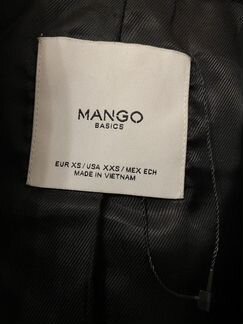 MANGO
BASICS
EUR XS / USA XXS / MEX ECH
MADE IN VIETNAM